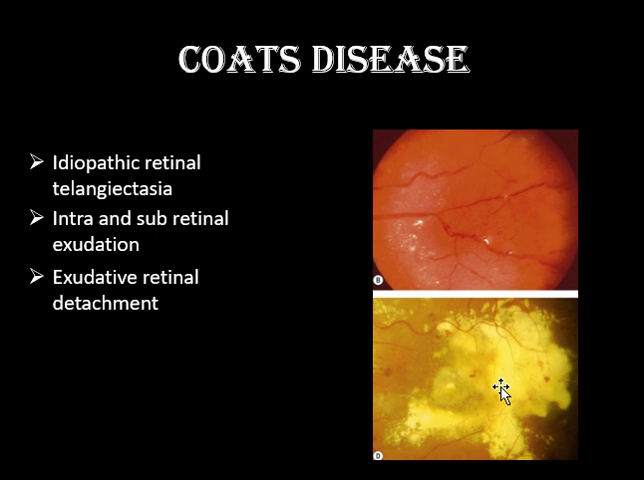 COATS DISEASE
➢ Idiopathic retinal
telangiectasia
➢ Intra and sub retinal
exudation
➢ Exudative retinal
detachment
B
D